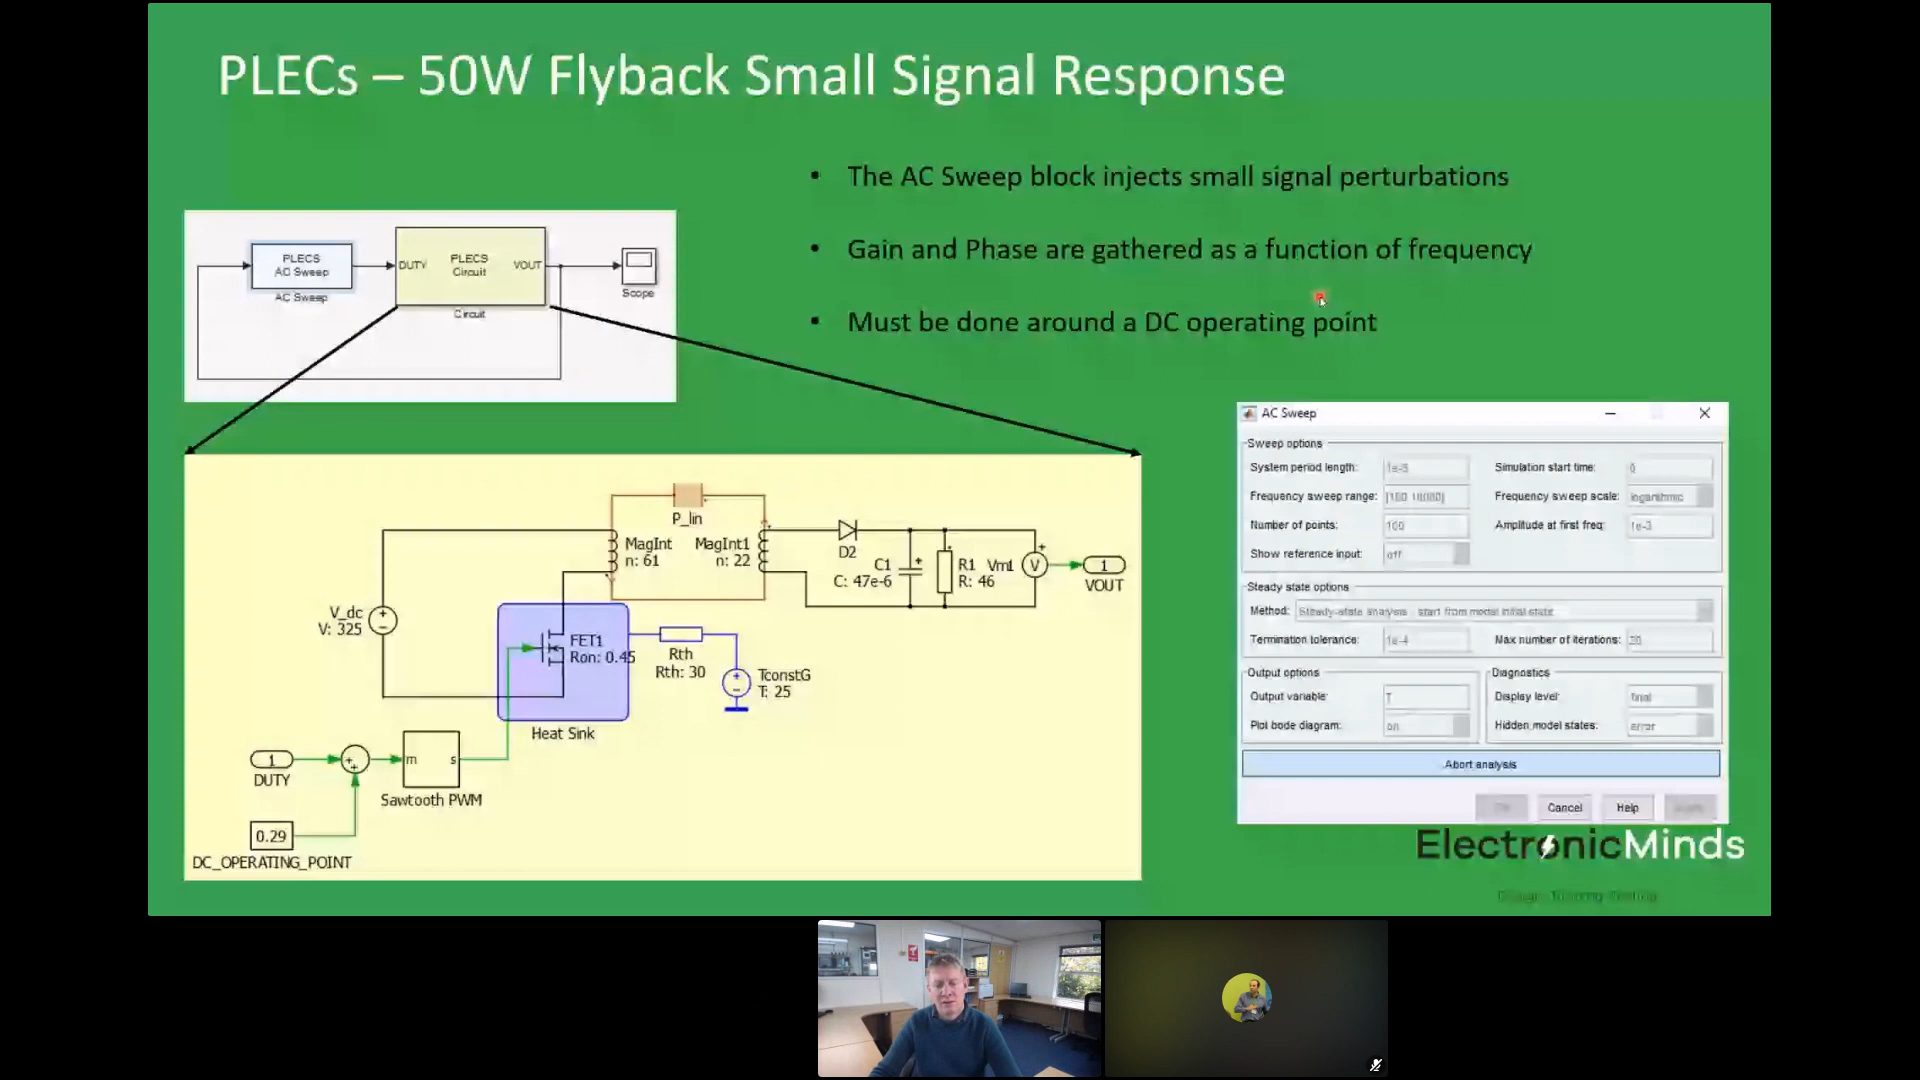 PLECs – 50W Flyback Small Signal Response
• The AC Sweep block injects small signal perturbations
• Gain and Phase are gathered as a function of frequency
• Must be done around a DC operating point
PLECS
AC Sweep
AC Sweep
DUTY
PLECS
Circuit
VOUT
Circuit
Scope
P_lin
MagInt
n: 61
MagInt1
n: 22
D2
C1
C: 47e-6
R1
R: 46
Vm1
V
1
VOUT
V_dc
V: 325
FET1
Ron: 0.45
Heat Sink
Rth
Rth: 30
TconstG
T: 25
1
DUTY
m
s
Sawtooth PWM
0.29
DC_OPERATING_POINT
AC Sweep
Sweep options
System period length:
Simulation start time: 0
Frequency sweep range: [100 10000]
Frequency sweep scale: logarithmic
Number of points: 100
Amplitude at first freq: 1e-3
Show reference input: off
Steady state options
Method: Steady-state analysis - start from model initial state
Termination tolerance: 1e-4
Max number of iterations: 20
Output options
Output variable: T
Plot bode diagram: on
Diagnostics
Display level: final
Hidden model states: error
Abort analysis
Cancel
Help
ElectronicMinds